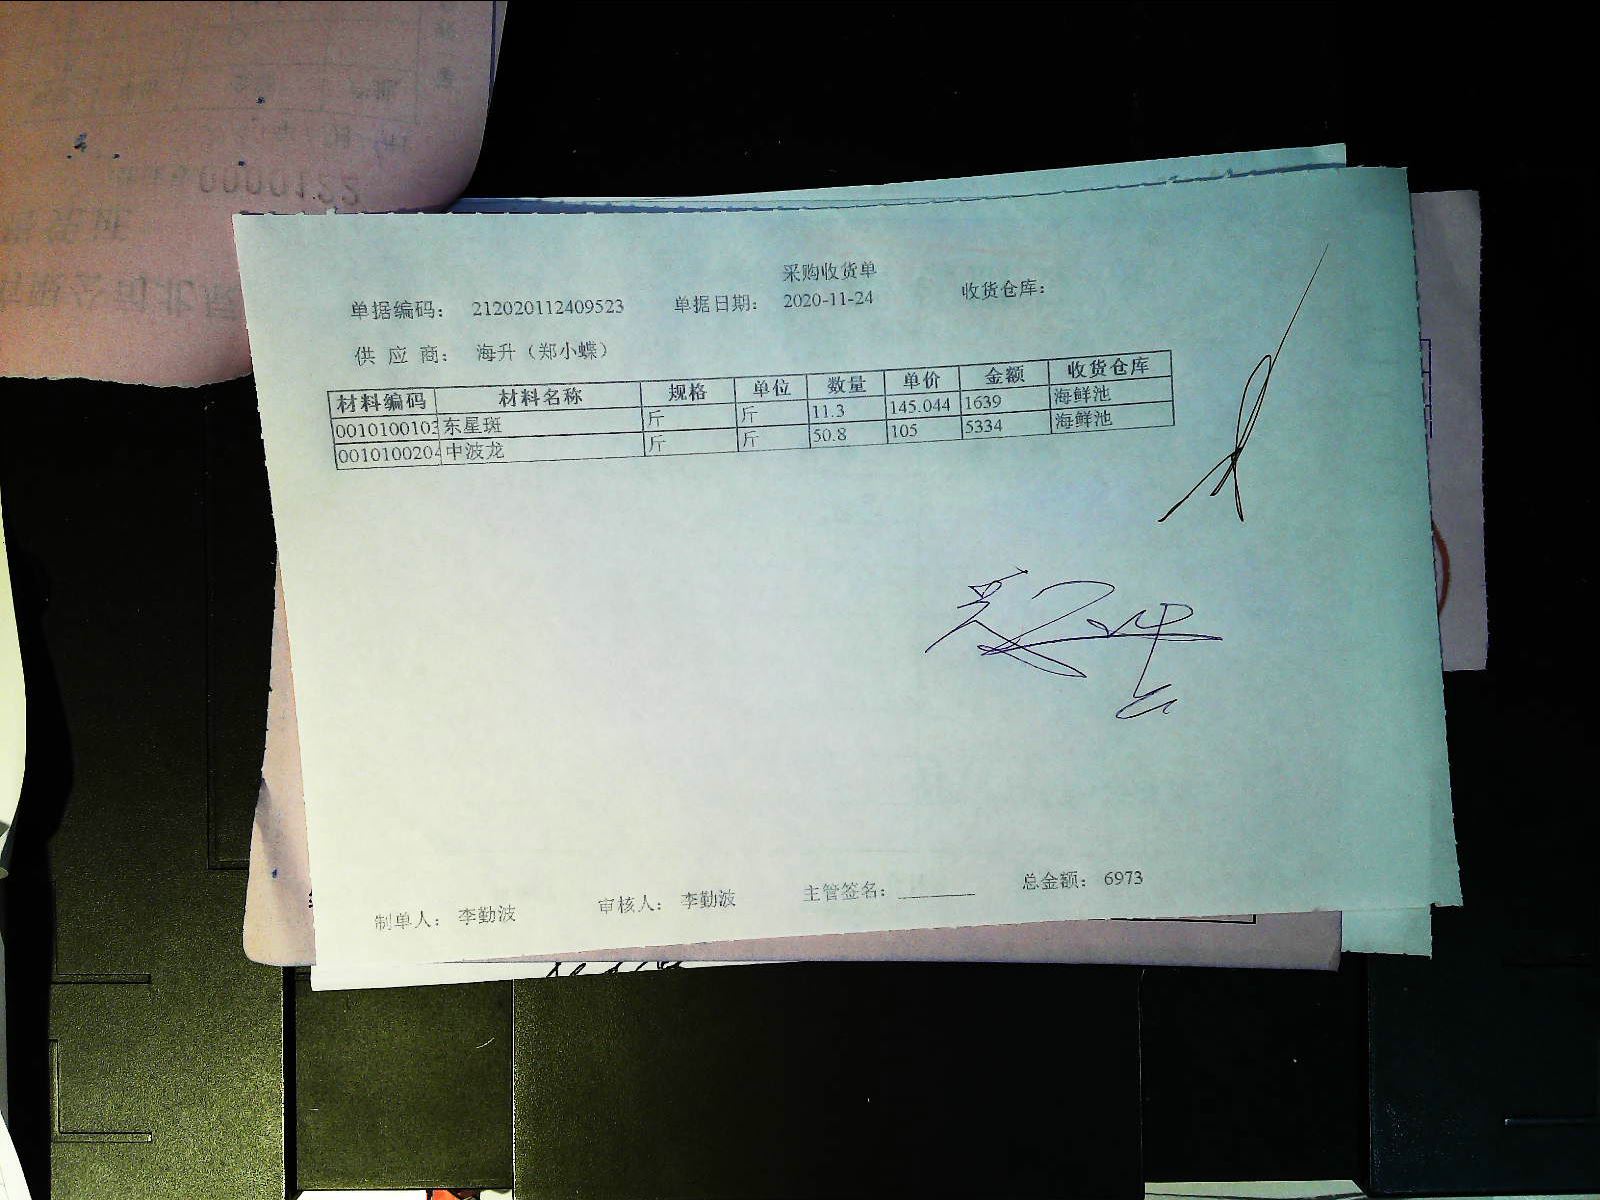 采购收货单
单据编码： 212020112409523 单据日期： 2020-11-24 收货仓库：
供 应 商： 海升（郑小蝶）
材料编码 材料名称 规格 单位 数量 单价 金额 收货仓库
0010100103 东星斑 斤 斤 11.3 145.044 1639 海鲜池
0010100204 中波龙 斤 斤 50.8 105 5334 海鲜池
制单人： 李勤波 审核人： 李勤波 主管签名： 总金额： 6973
0000122